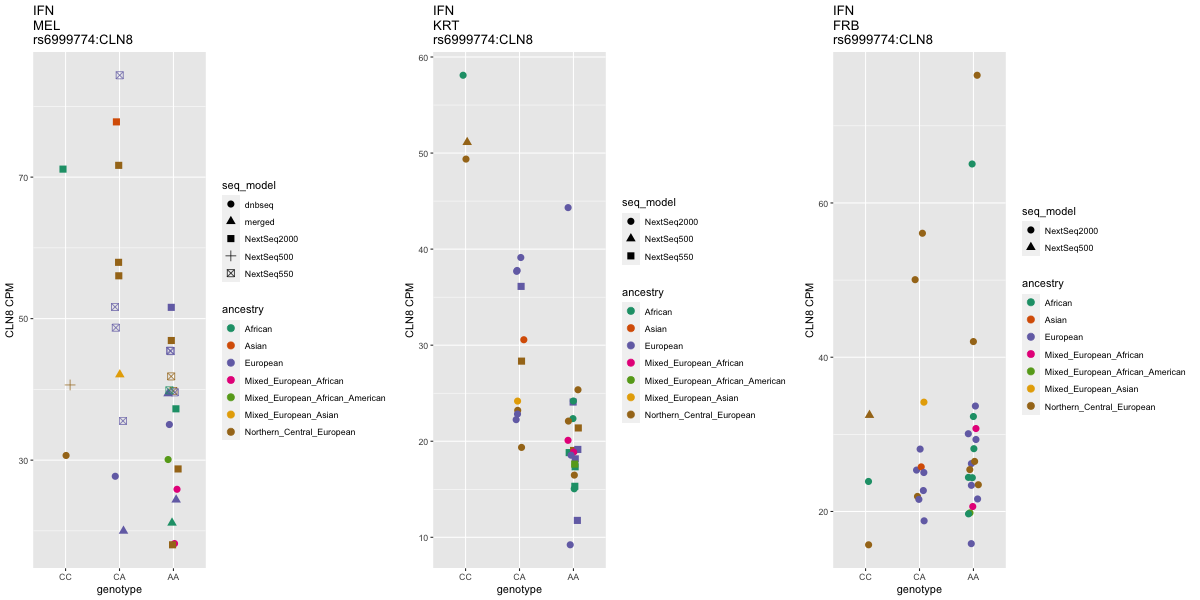 IFN
MEL
rs6999774:CLN8
CLN8 CPM
70
50
30
CC
CA
AA
genotype
seq_model
dnbseq
merged
NextSeq2000
NextSeq500
NextSeq550
ancestry
African
Asian
European
Mixed_European_African
Mixed_European_African_American
Mixed_European_Asian
Northern_Central_European
IFN
KRT
rs6999774:CLN8
CLN8 CPM
60
50
40
30
20
10
CC
CA
AA
genotype
seq_model
NextSeq2000
NextSeq500
NextSeq550
ancestry
African
Asian
European
Mixed_European_African
Mixed_European_African_American
Mixed_European_Asian
Northern_Central_European
IFN
FRB
rs6999774:CLN8
CLN8 CPM
60
40
20
CC
CA
AA
genotype
seq_model
NextSeq2000
NextSeq500
ancestry
African
Asian
European
Mixed_European_African
Mixed_European_African_American
Mixed_European_Asian
Northern_Central_European